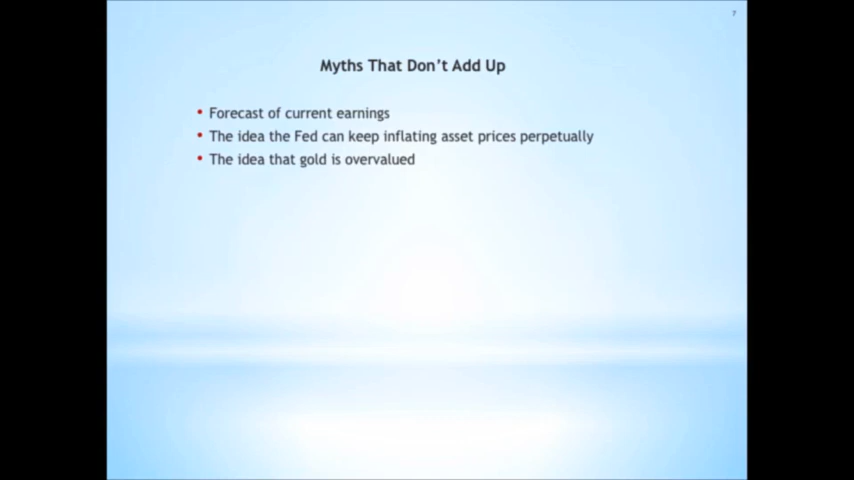 7
Myths That Don't Add Up
• Forecast of current earnings
• The idea the Fed can keep inflating asset prices perpetually
• The idea that gold is overvalued